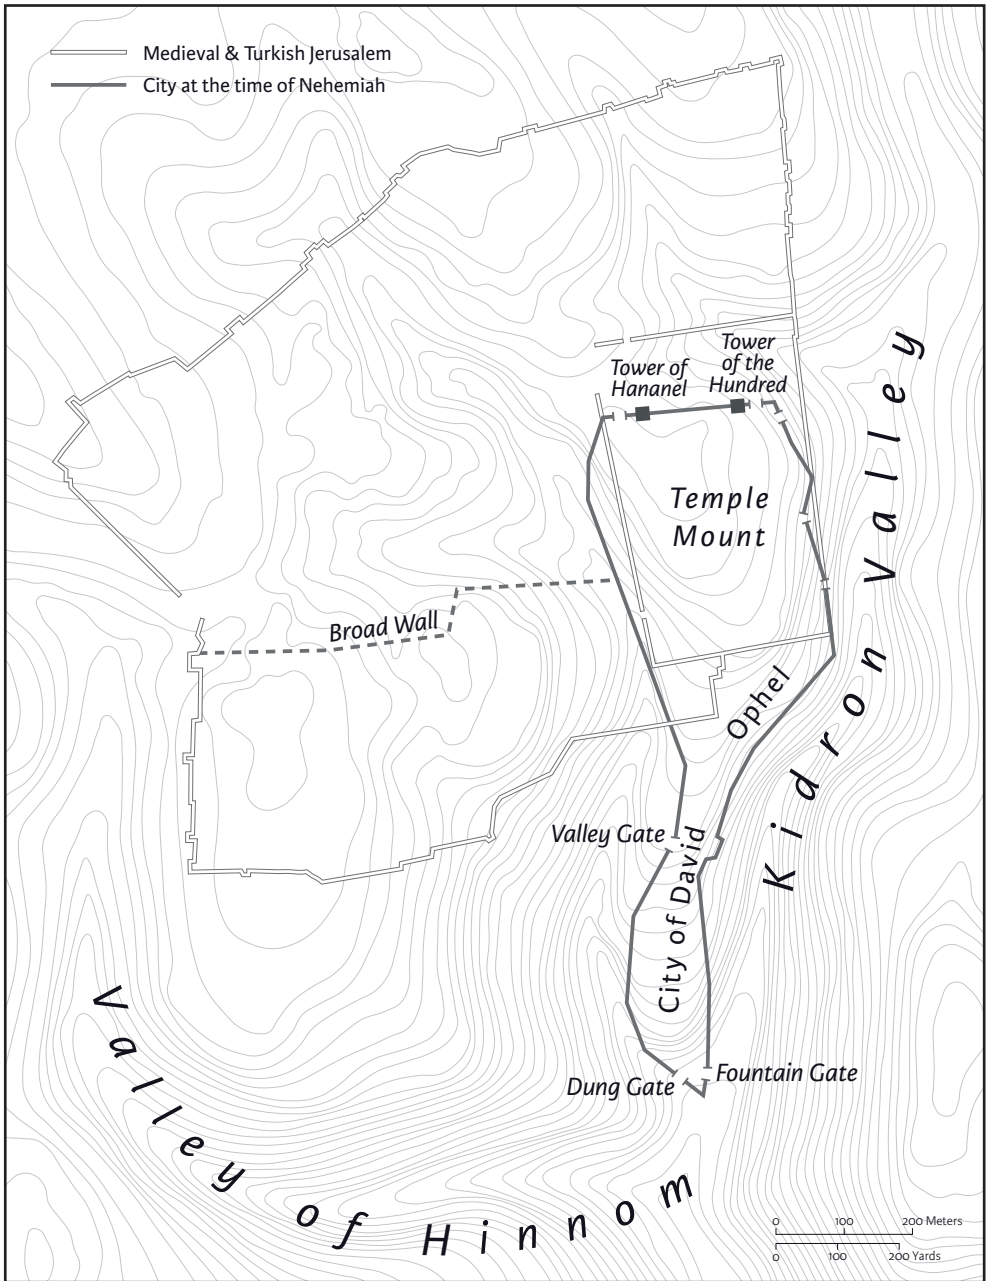 Medieval & Turkish Jerusalem
City at the time of Nehemiah
Tower
of the
Hundred
Tower of
Hananel
Temple
Mount
Kidron Valley
Broad Wall
Ophel
Valley Gate
City of David
Dung Gate
Fountain Gate
Valley of Hinnom
0 100 200 Meters
0 100 200 Yards